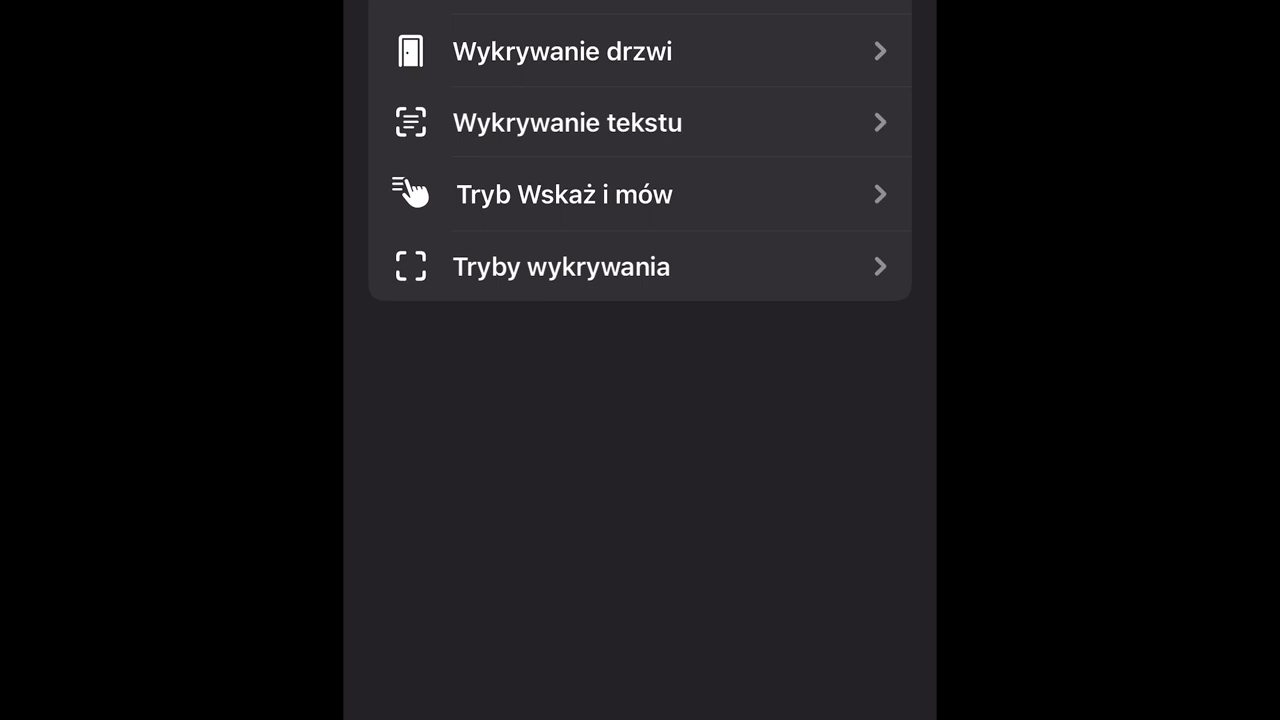 Wykrywanie drzwi
Wykrywanie tekstu
Tryb Wskaż i mów
Tryby wykrywania